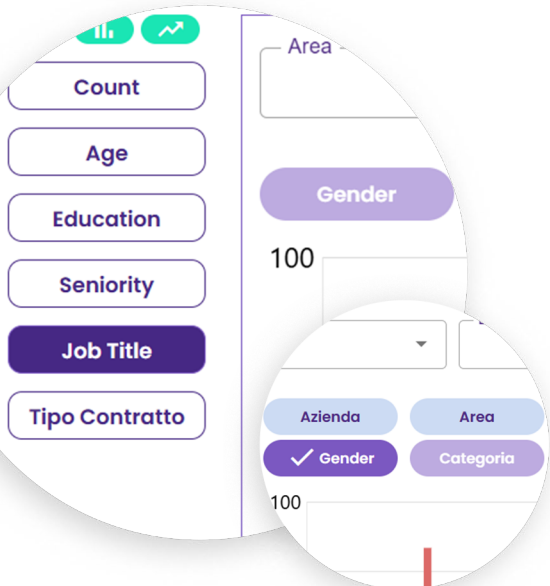 Area
Count
Age
Education
Seniority
Job Title
Tipo Contratto
Gender
100
Azienda
Area
Gender
Categoria
100